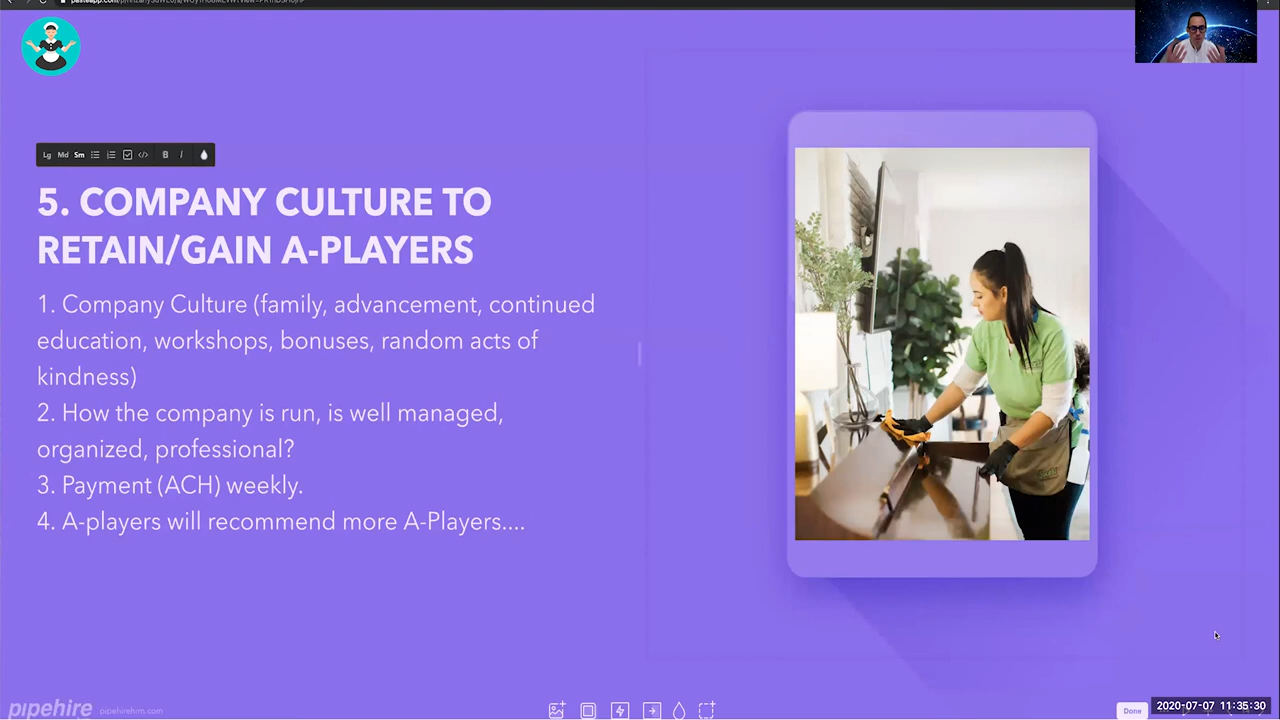 Lg Md Sm B I
5. COMPANY CULTURE TO
RETAIN/GAIN A-PLAYERS
1. Company Culture (family, advancement, continued
education, workshops, bonuses, random acts of
kindness)
2. How the company is run, is well managed,
organized, professional?
3. Payment (ACH) weekly.
4. A-players will recommend more A-Players....
pipehire pipehirehrm.com
Done
2020-07-07 11:35:30